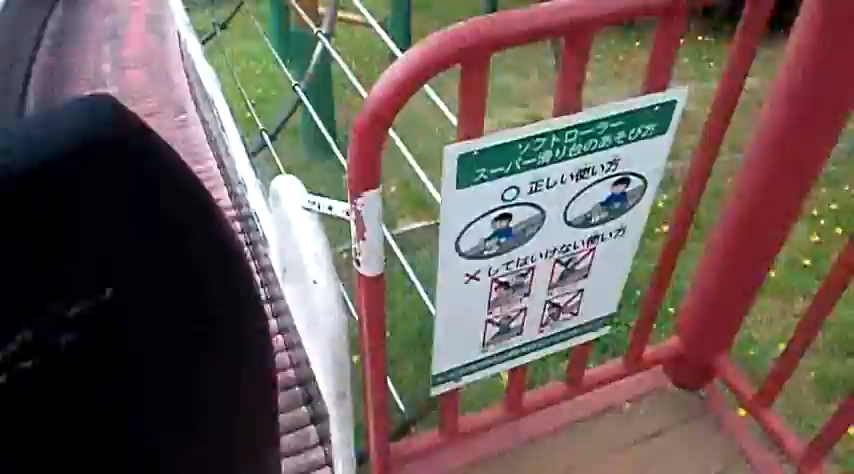 ソフトローラー
スーパー滑り台のあそび方
○ 正しい使い方
× してはいけない使い方